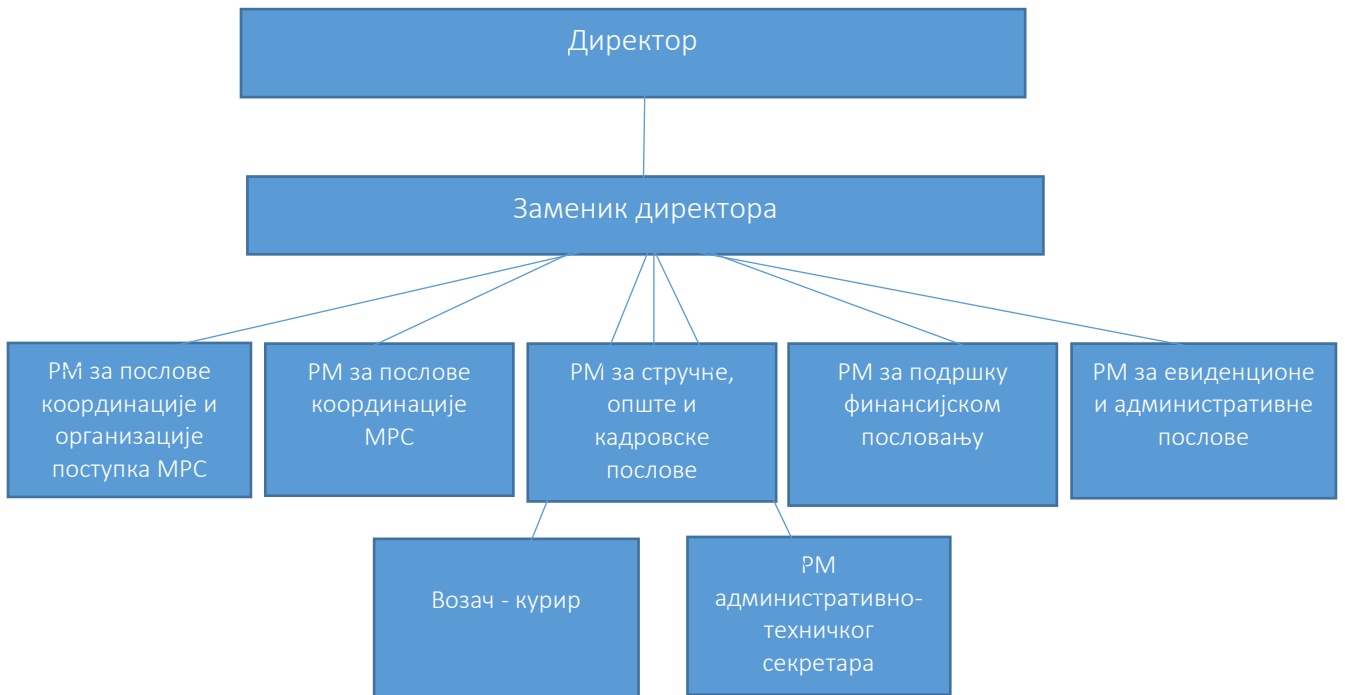 Директор
Заменик директора
РМ за послове
координације и
организације
поступка МРС
РМ за послове
координације
МРС
РМ за стручне,
опште и
кадровске
послове
РМ за подршку
финансијском
пословању
РМ за евиденционе
и административне
послове
Возач - курир
РМ
административно-
техничког
секретара